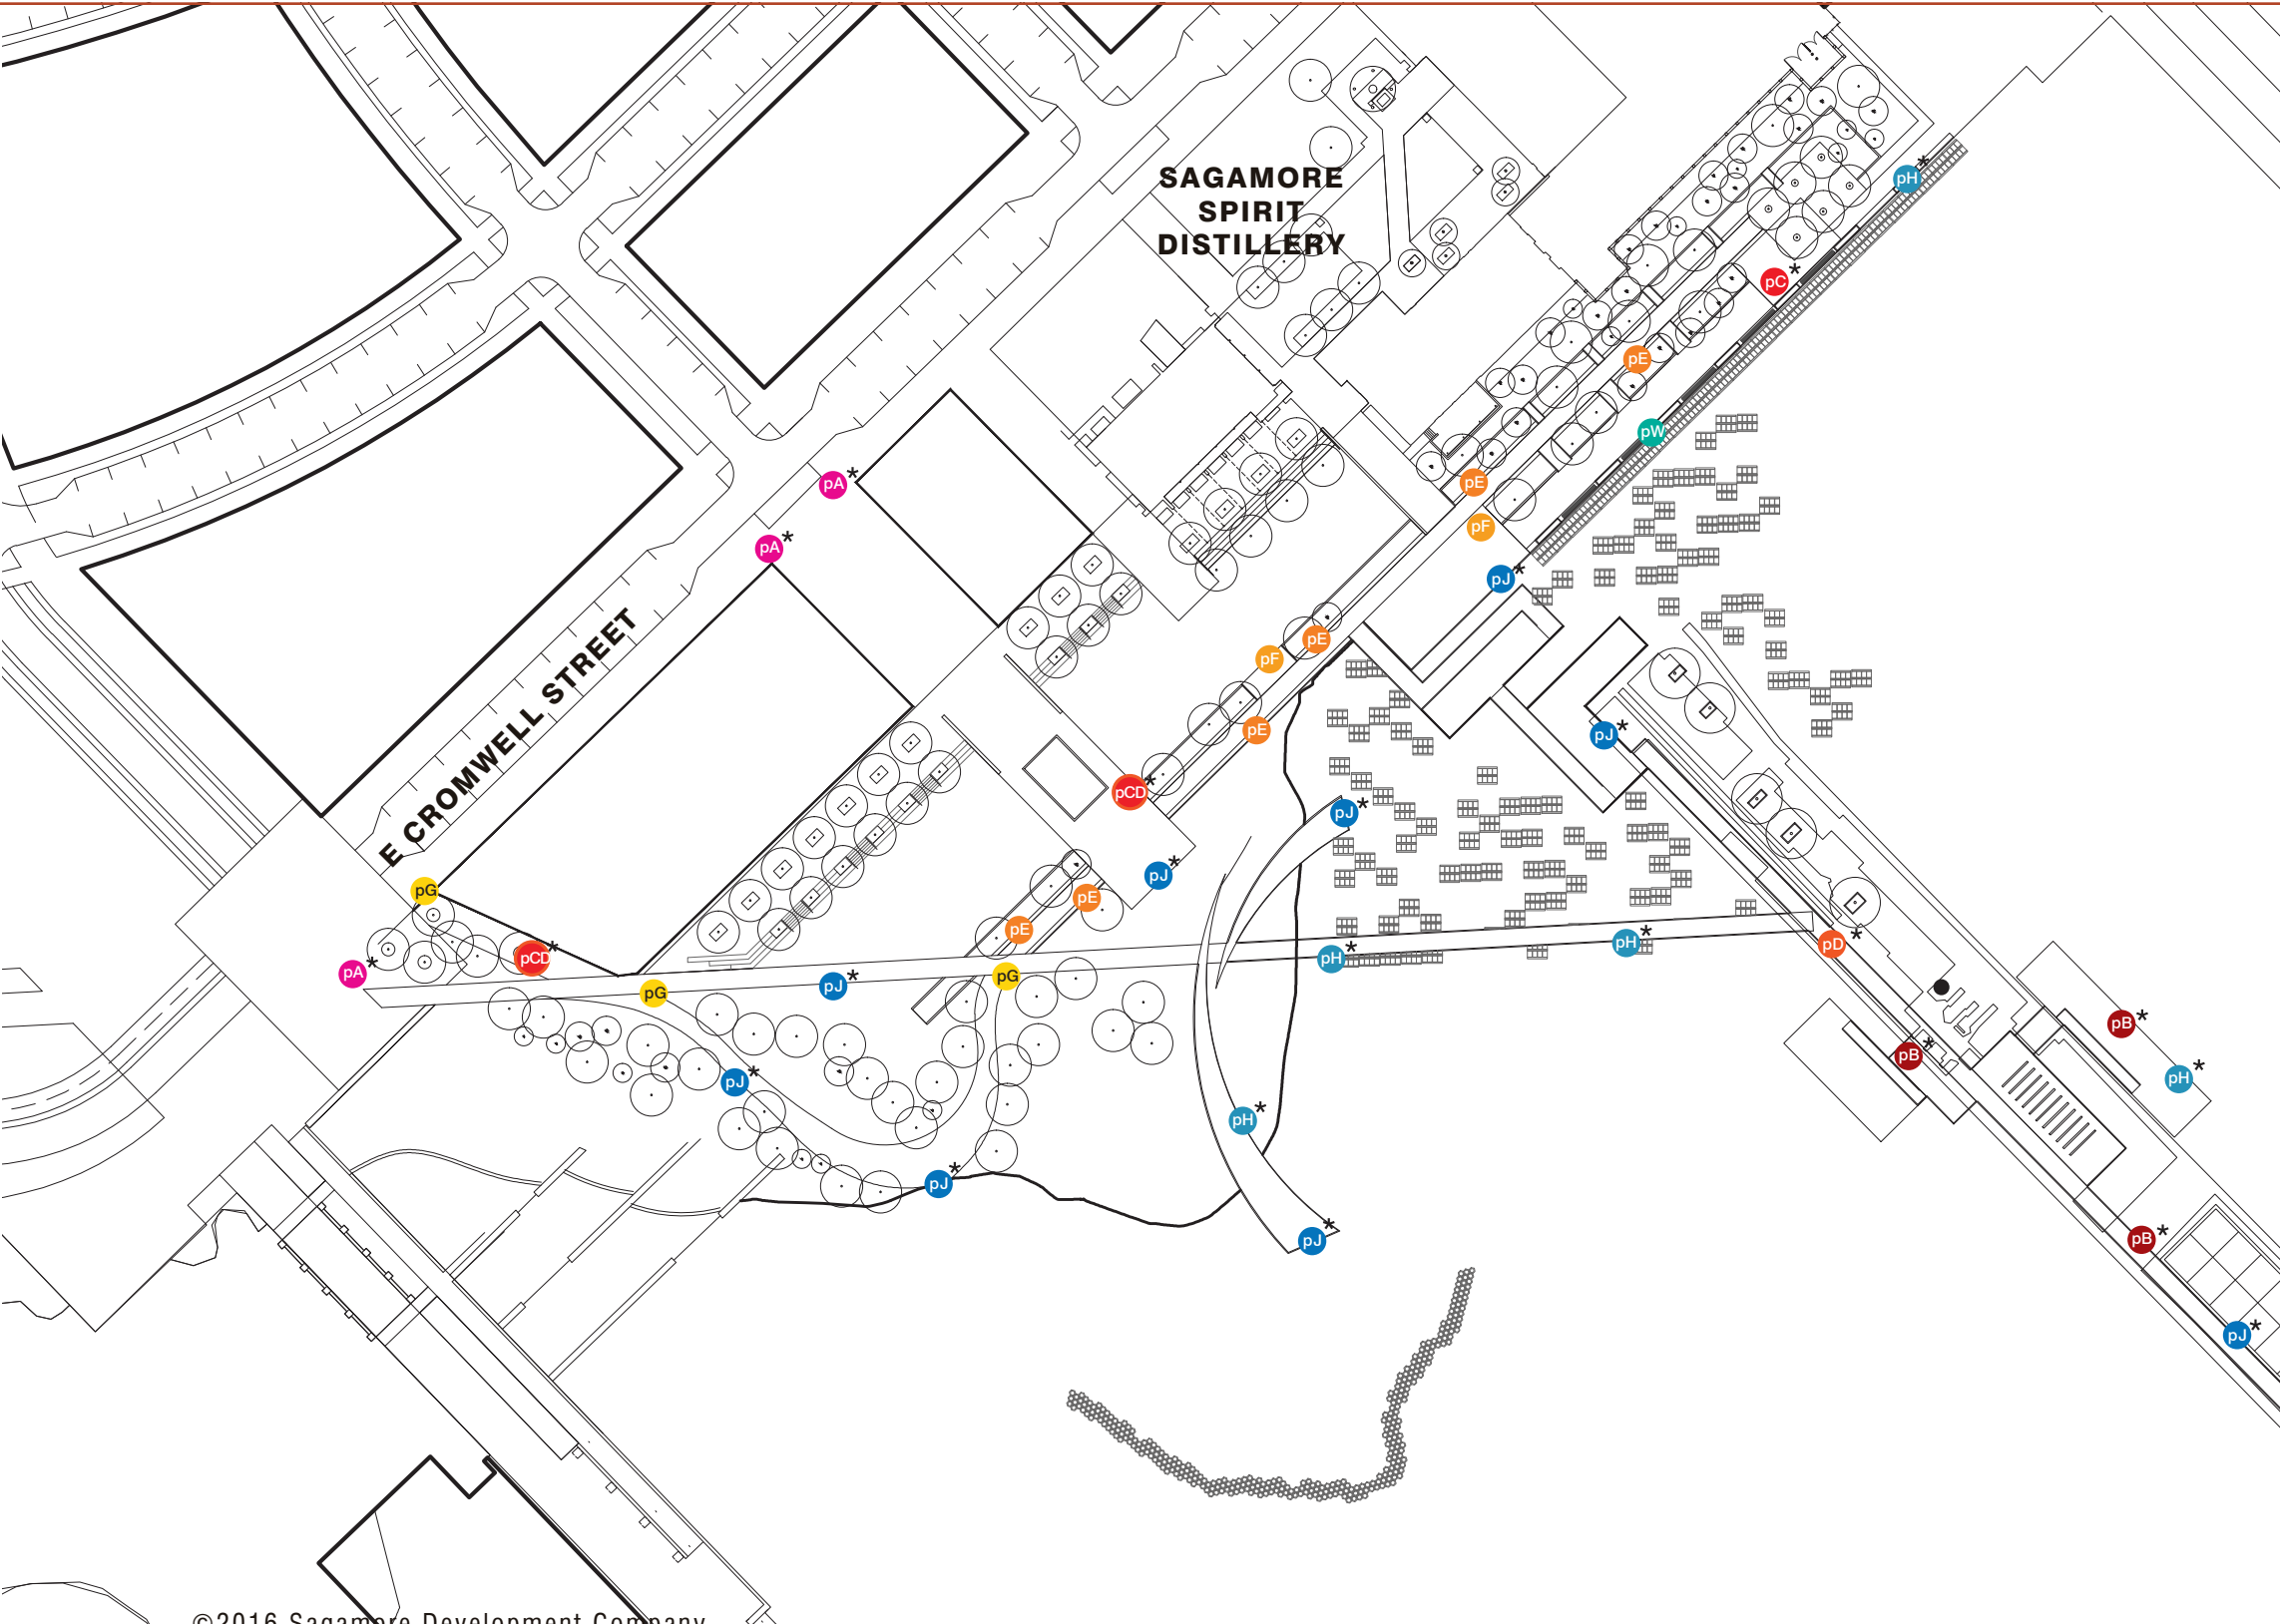 SAGAMORE
SPIRIT
DISTILLERY
pH*
pC*
pE
pW
pA*
pE
pF
pA*
pJ*
E CROMWELL STREET
pE
pF
pE
pJ*
pCD*
pJ*
pJ*
pG
pE
pE
pCD*
pH*
pD*
pH*
pA*
pG
pJ*
pG
pB*
pB*
pJ*
pH*
pH*
pJ*
pB*
pJ*
pJ*
©2016 Sagamore Development Company